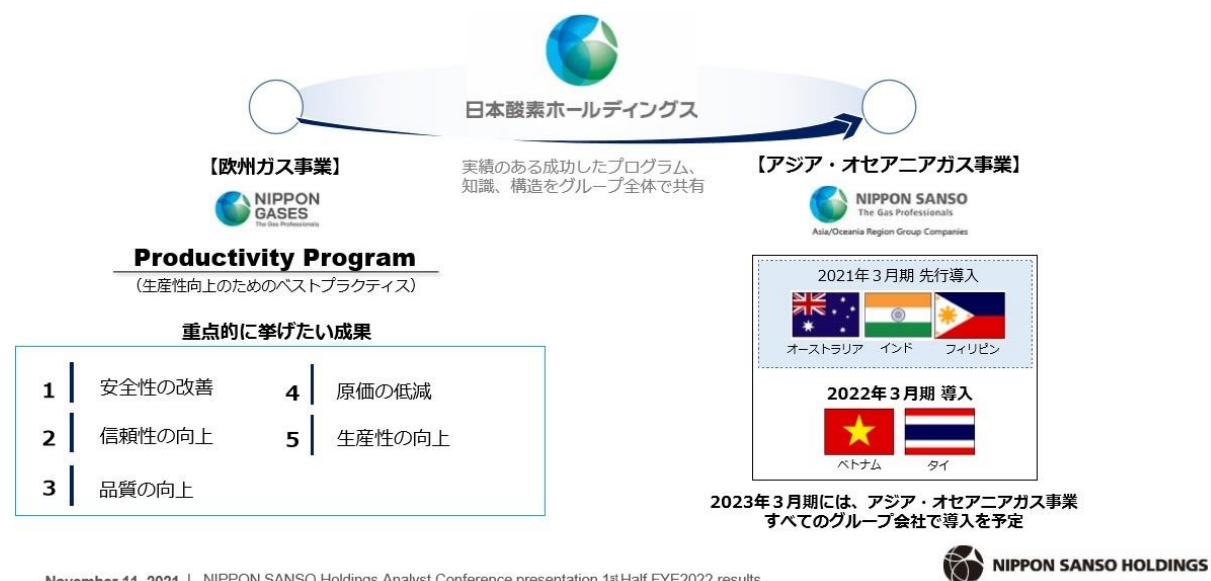 日本酸素ホールディングス
【欧州ガス事業】
実績のある成功したプログラム、
知識、構造をグループ全体で共有
【アジア・オセアニアガス事業】
NIPPON
GASES
The Gas Professionals
NIPPON SANSO
The Gas Professionals
Asia/Oceania Region Group Companies
Productivity Program
（生産性向上のためのベストプラクティス）
重点的に挙げたい成果
1 安全性の改善
2 信頼性の向上
3 品質の向上
4 原価の低減
5 生産性の向上
2021年３月期 先行導入
オーストラリア インド フィリピン
2022年３月期 導入
ベトナム タイ
2023年３月期には、アジア・オセアニアガス事業
すべてのグループ会社で導入を予定
November 11, 2021 | NIPPON SANSO Holdings Analyst Conference presentation 1st Half FYE2022 results
NIPPON SANSO HOLDINGS